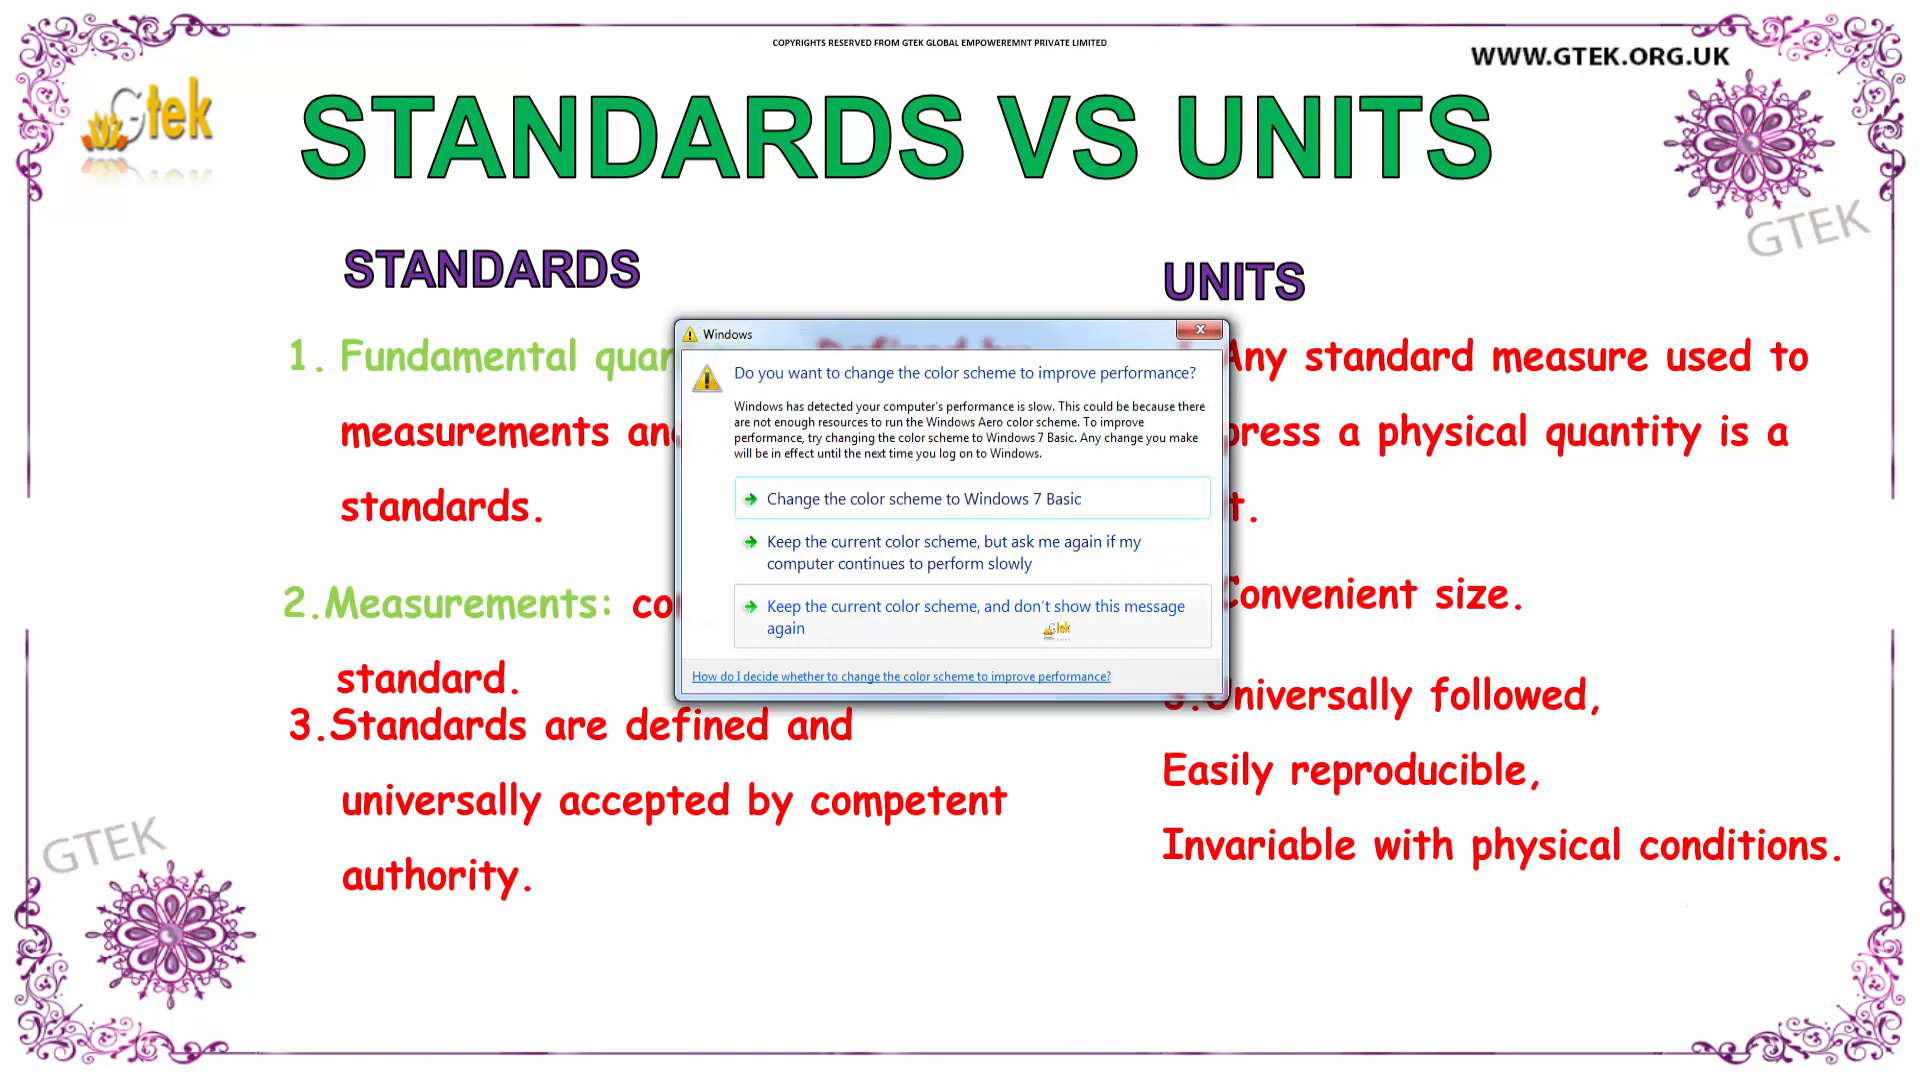 COPYRIGHTS RESERVED FROM GTEK GLOBAL EMPOWEREMNT PRIVATE LIMITED
WWW.GTEK.ORG.UK
Gtek
STANDARDS VS UNITS
GTEK
STANDARDS
1. Fundamental
measurements
standards.
2.Measurements:
standard.
3.Standards are defined and
universally accepted by competent
authority.
Windows
Do you want to change the color scheme to improve performance?
Windows has detected your computer's performance is slow. This could be because there
are not enough resources to run the Windows Aero color scheme. To improve
performance, try changing the color scheme to Windows 7 Basic. Any change you make
will be in effect until the next time you log on to Windows.
Change the color scheme to Windows 7 Basic
Keep the current color scheme, but ask me again if my
computer continues to perform slowly
Keep the current color scheme, and don't show this message
again
Gtek
How do I decide whether to change the color scheme to improve performance?
UNITS
Any standard measure used to
a physical quantity is a
Convenient size.
Universally followed,
Easily reproducible,
Invariable with physical conditions.
GTEK